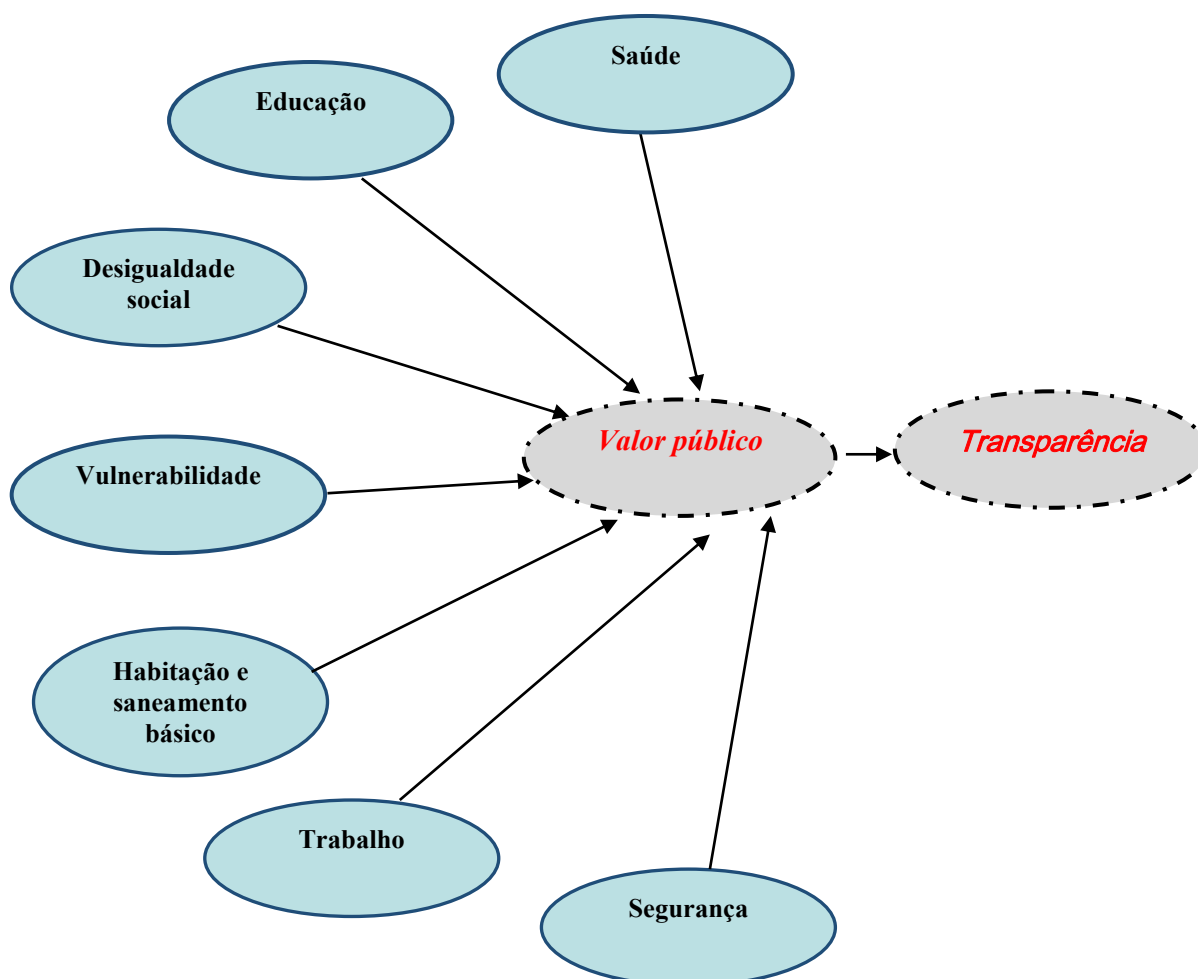 Saúde
Educação
Desigualdade
social
Valor público
Transparência
Vulnerabilidade
Habitação e
saneamento
básico
Trabalho
Segurança